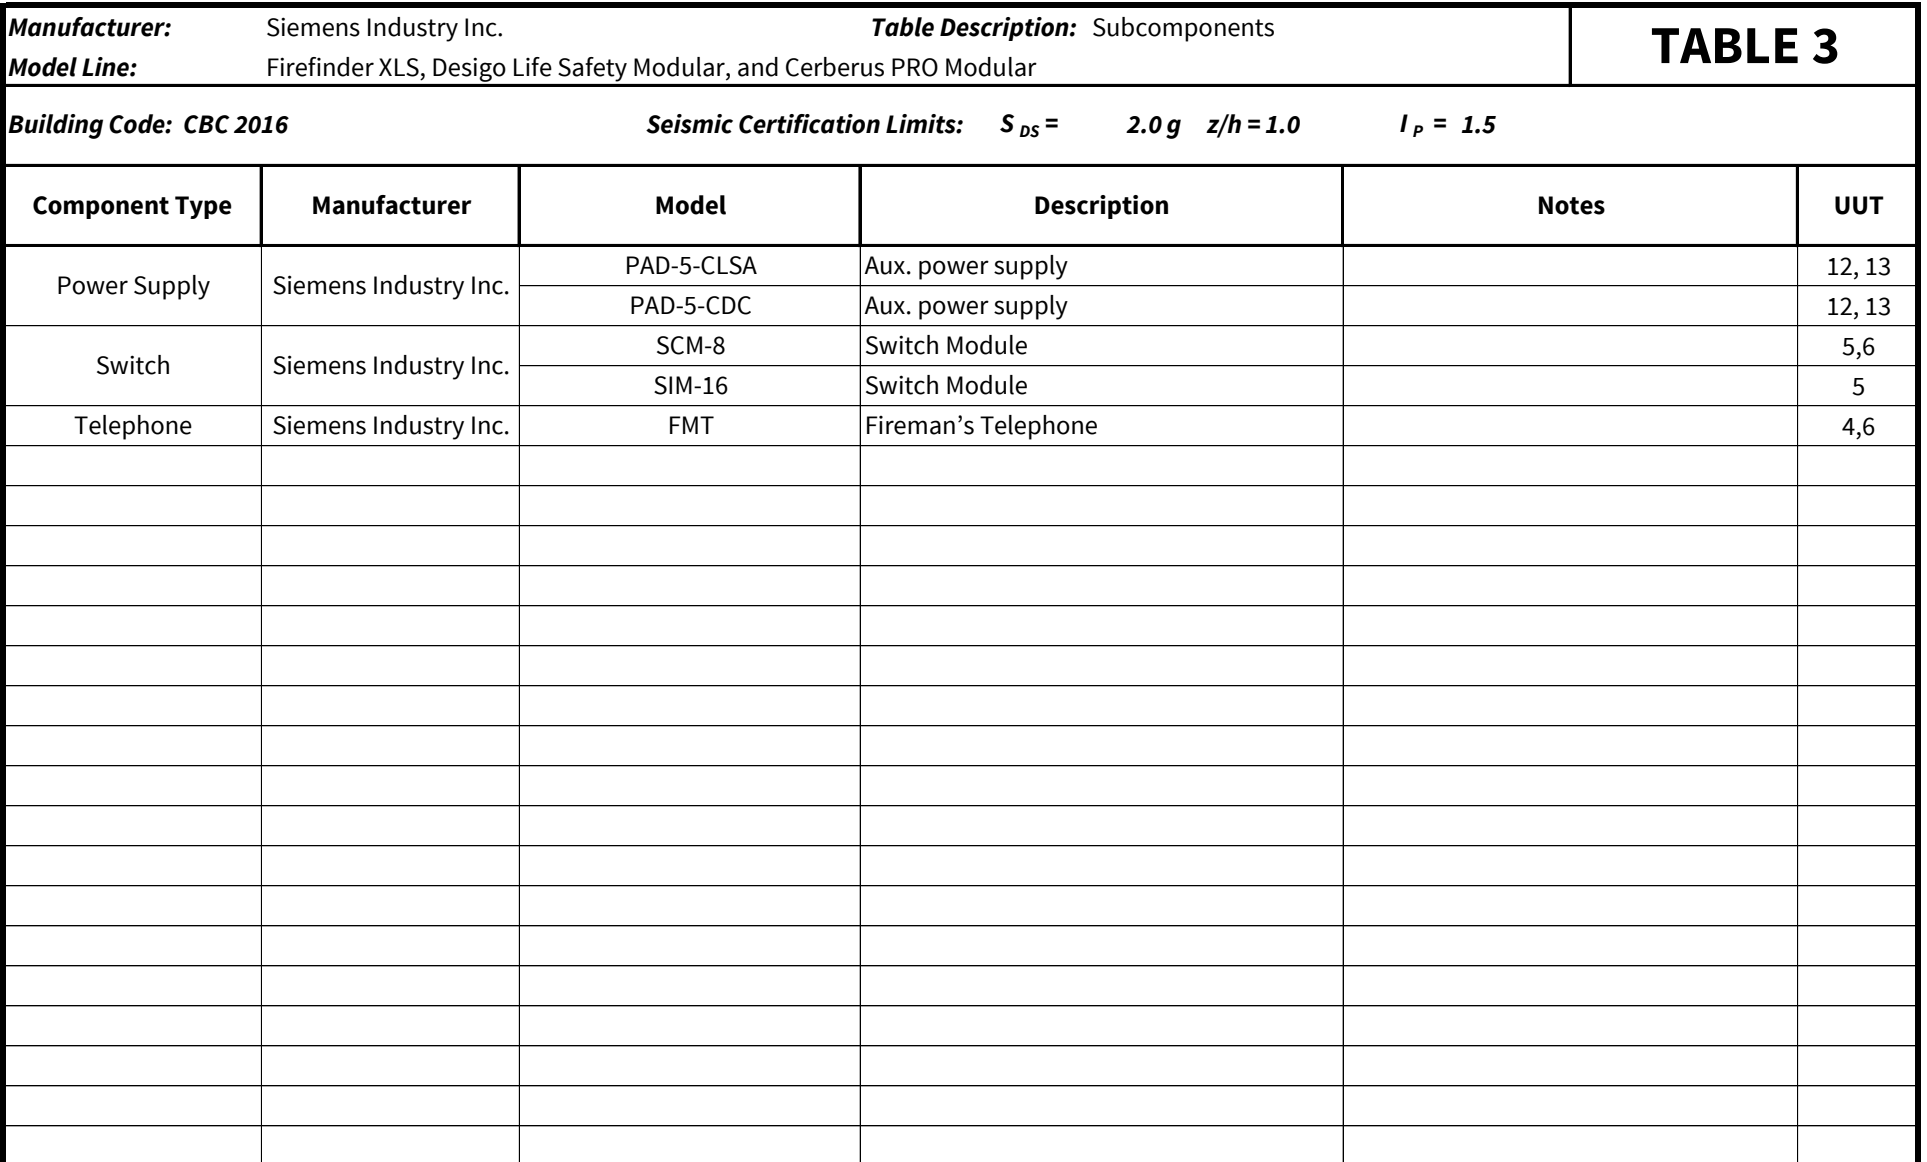 Manufacturer: Siemens Industry Inc. Table Description: Subcomponents
TABLE 3
Model Line: Firefinder XLS, Desigo Life Safety Modular, and Cerberus PRO Modular
Building Code: CBC 2016 Seismic Certification Limits: S DS = 2.0 g z/h = 1.0 I P = 1.5
Component Type Manufacturer Model Description Notes UUT
Power Supply Siemens Industry Inc. PAD-5-CLSA Aux. power supply 12, 13
PAD-5-CDC Aux. power supply 12, 13
Switch Siemens Industry Inc. SCM-8 Switch Module 5,6
SIM-16 Switch Module 5
Telephone Siemens Industry Inc. FMT Fireman’s Telephone 4,6